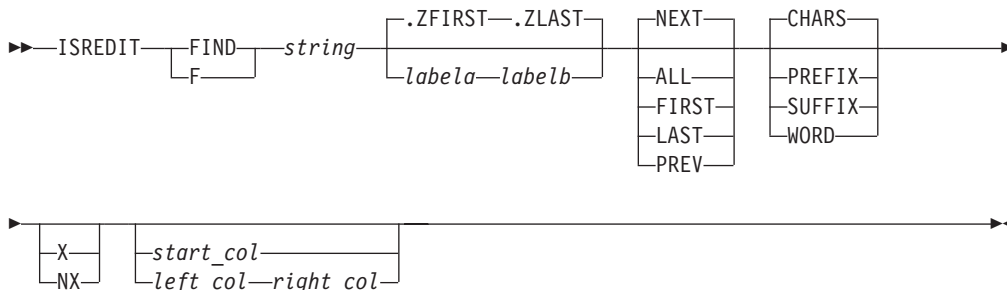 .ZFIRST .ZLAST NEXT CHARS
ISREDIT FIND string
F labela labelb ALL PREFIX
FIRST SUFFIX
LAST WORD
PREV
X start_col
NX left_col right_col